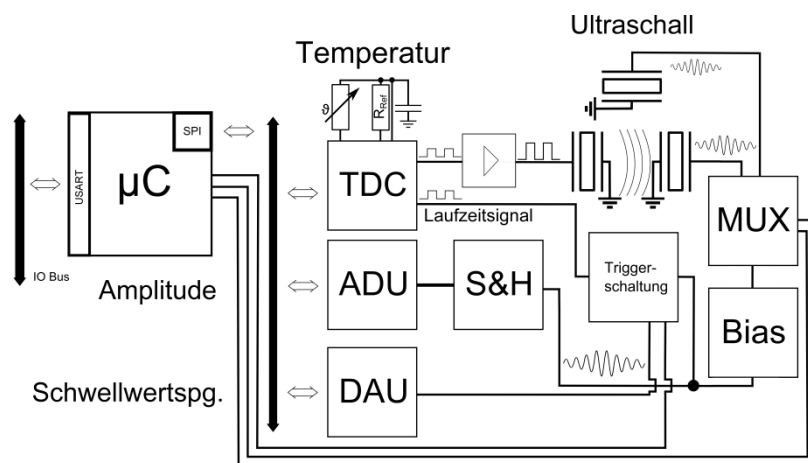 Ultraschall
Temperatur
ϑ
R_Ref
SPI
USART
µC
TDC
Laufzeitsignal
MUX
IO Bus
Amplitude
ADU
S&H
Trigger-
schaltung
Bias
Schwellwertspg.
DAU